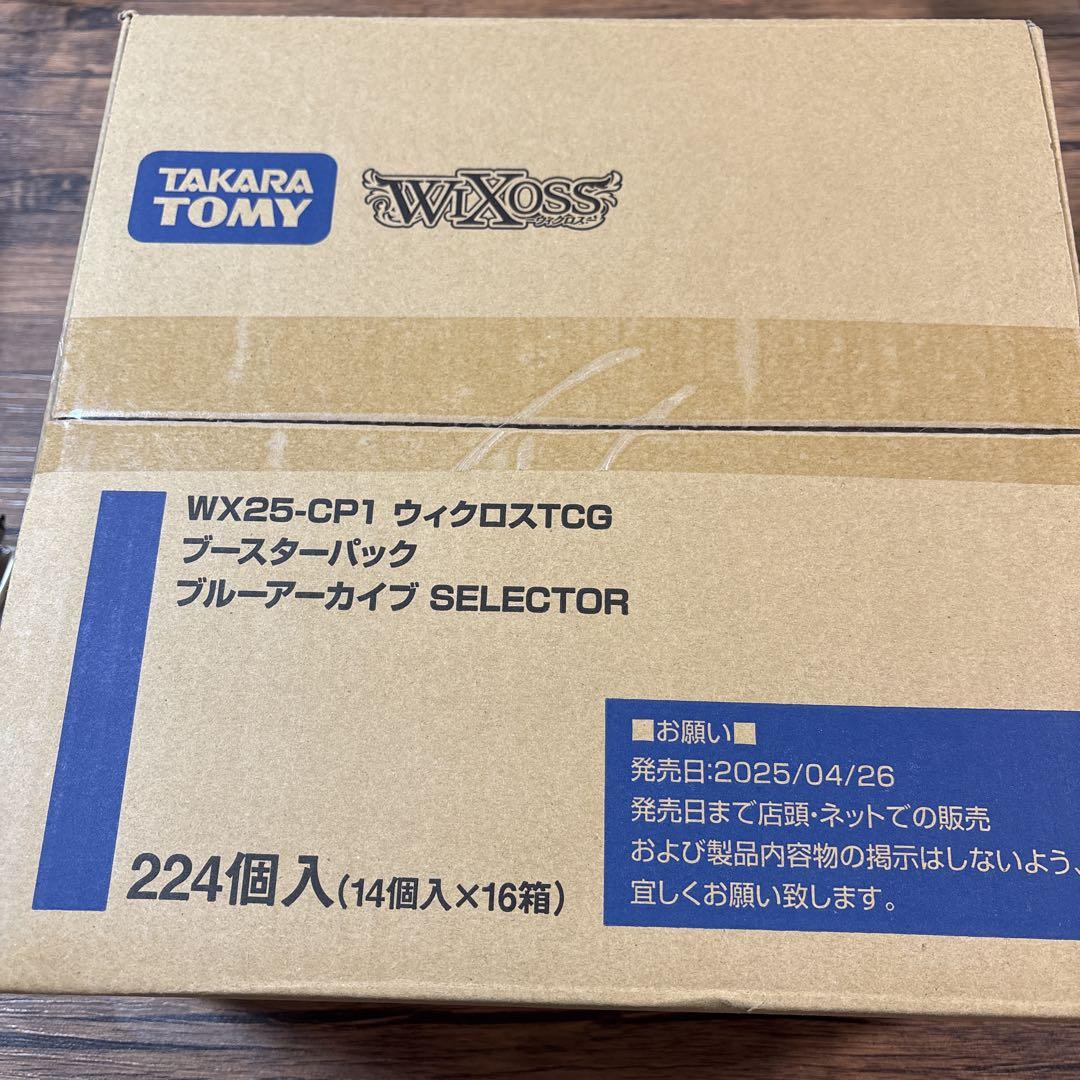 TAKARA
TOMY
WIXOSS
ウィクロス
WX25-CP1 ウィクロスTCG
ブースターパック
ブルーアーカイブ SELECTOR
224個入(14個入×16箱)
■お願い■
発売日:2025/04/26
発売日まで店頭・ネットでの販売
および製品内容物の掲示はしないよう、
宜しくお願い致します。